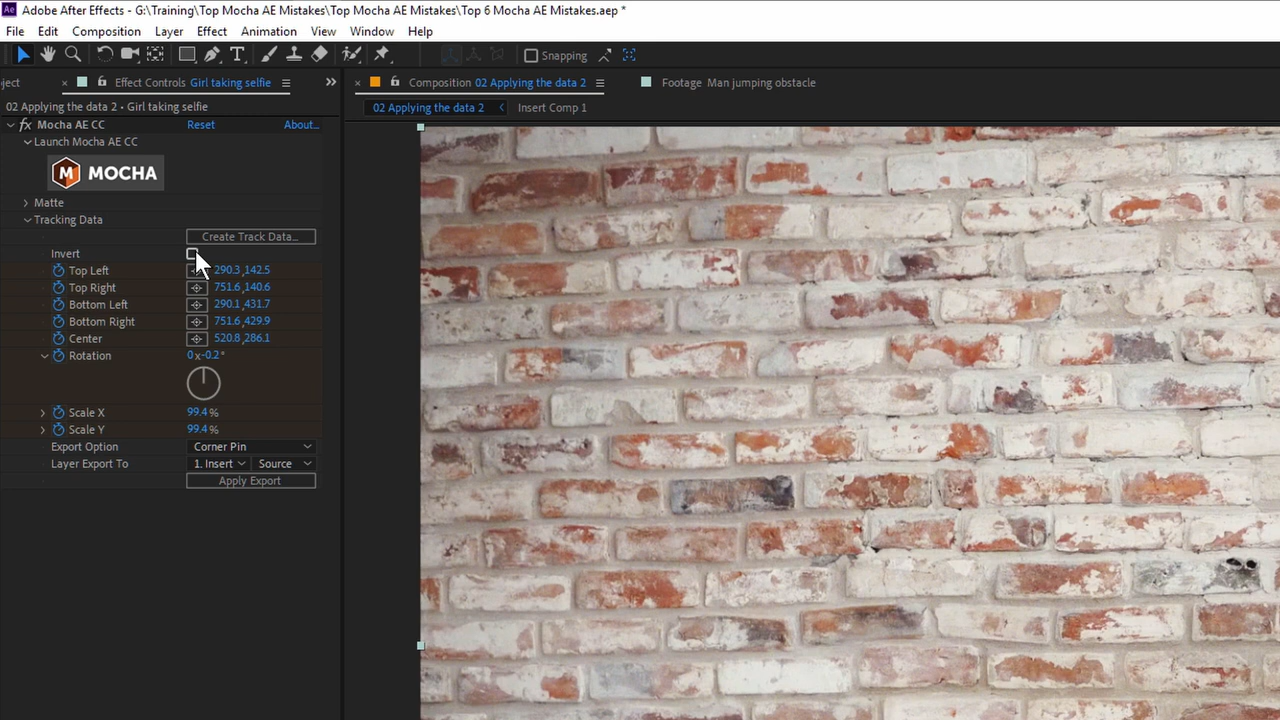 Ae Adobe After Effects - G:\Training\Top Mocha AE Mistakes\Top Mocha AE Mistakes\Top 6 Mocha AE Mistakes.aep *
File Edit Composition Layer Effect Animation View Window Help
T Snapping
ject × Effect Controls Girl taking selfie ≡ » × Composition 02 Applying the data 2 ≡ Footage Man jumping obstacle
02 Applying the data 2 • Girl taking selfie 02 Applying the data 2 < Insert Comp 1
fx Mocha AE CC Reset About...
Launch Mocha AE CC
M MOCHA
Matte
Tracking Data
Create Track Data...
Invert
Top Left 290.3,142.5
Top Right 751.6,140.6
Bottom Left 290.1,431.7
Bottom Right 751.6,429.9
Center 520.8,286.1
Rotation 0x-0.2°
Scale X 99.4%
Scale Y 99.4%
Export Option Corner Pin
Layer Export To 1. Insert Source
Apply Export